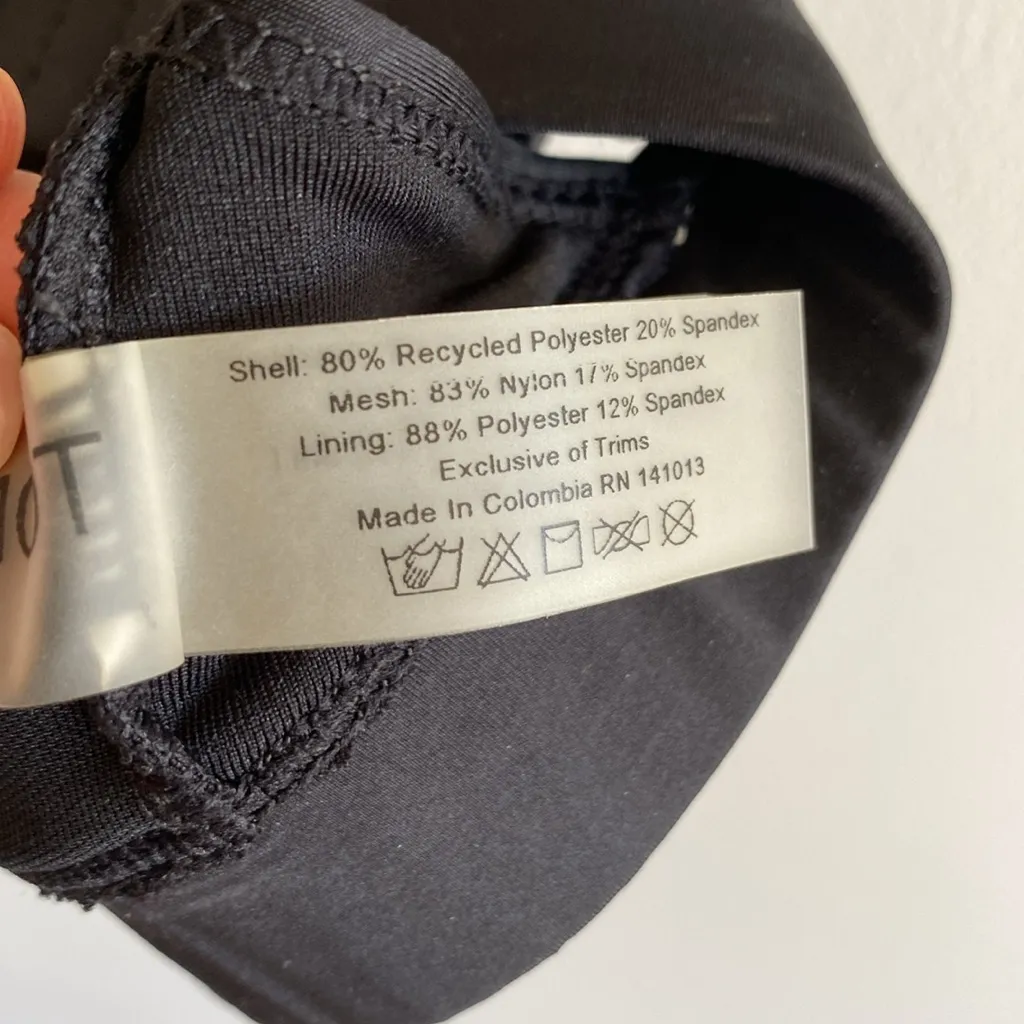 Shell: 80% Recycled Polyester 20% Spandex
Mesh: 83% Nylon 17% Spandex
Lining: 88% Polyester 12% Spandex
Exclusive of Trims
Made In Colombia RN 141013